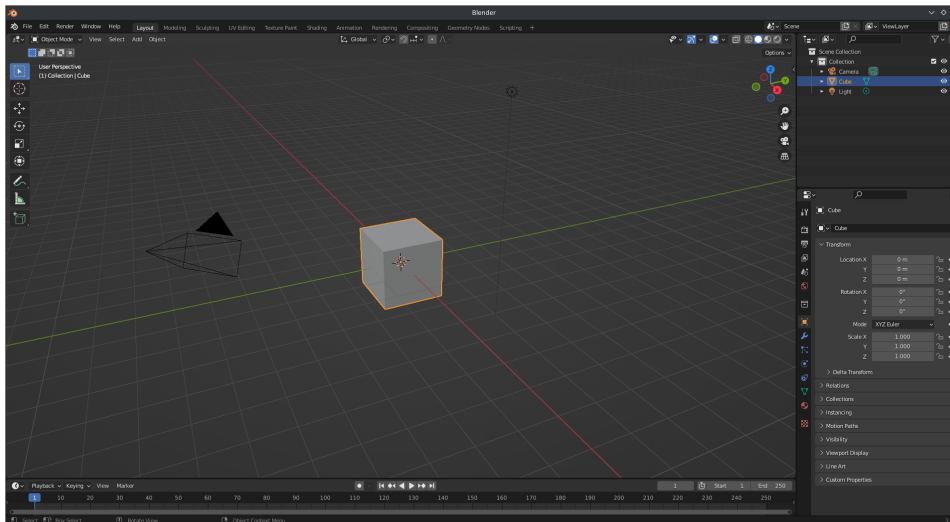 Blender
File Edit Render Window Help Layout Modeling Sculpting UV Editing Texture Paint Shading Animation Rendering Compositing Geometry Nodes Scripting + Scene ViewLayer
Object Mode View Select Add Object Global
Options
User Perspective
(1) Collection | Cube
Scene Collection
Collection
Camera
Cube
Light
Cube
Cube
Transform
Location X 0 m
Y 0 m
Z 0 m
Rotation X 0°
Y 0°
Z 0°
Mode XYZ Euler
Scale X 1.000
Y 1.000
Z 1.000
Delta Transform
Relations
Collections
Instancing
Motion Paths
Visibility
Viewport Display
Line Art
Custom Properties
Playback Keying View Marker 1 Start 1 End 250
1 10 20 30 40 50 60 70 80 90 100 110 120 130 140 150 160 170 180 190 200 210 220 230 240 250
Select Box Select Rotate View Object Context Menu